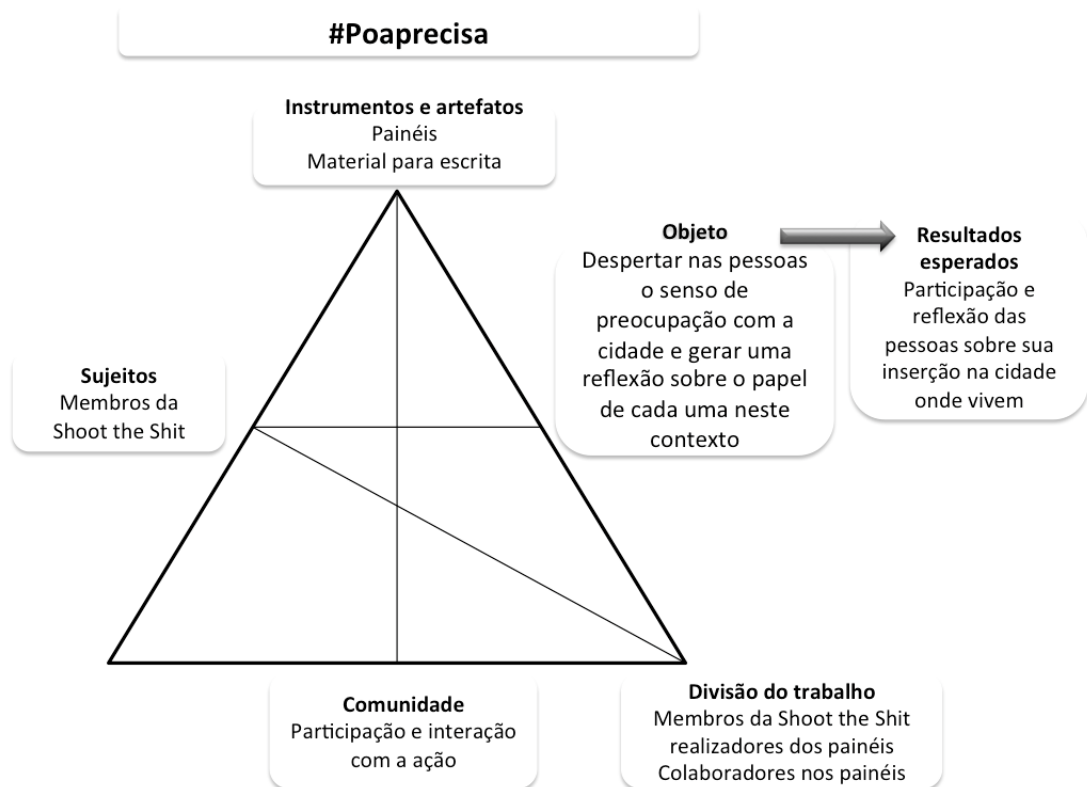 #Poaprecisa
Instrumentos e artefatos
Painéis
Material para escrita
Objeto
Despertar nas pessoas
o senso de
preocupação com a
cidade e gerar uma
reflexão sobre o papel
de cada uma neste
contexto
Resultados
esperados
Participação e
reflexão das
pessoas sobre sua
inserção na cidade
onde vivem
Sujeitos
Membros da
Shoot the Shit
Comunidade
Participação e interação
com a ação
Divisão do trabalho
Membros da Shoot the Shit
realizadores dos painéis
Colaboradores nos painéis